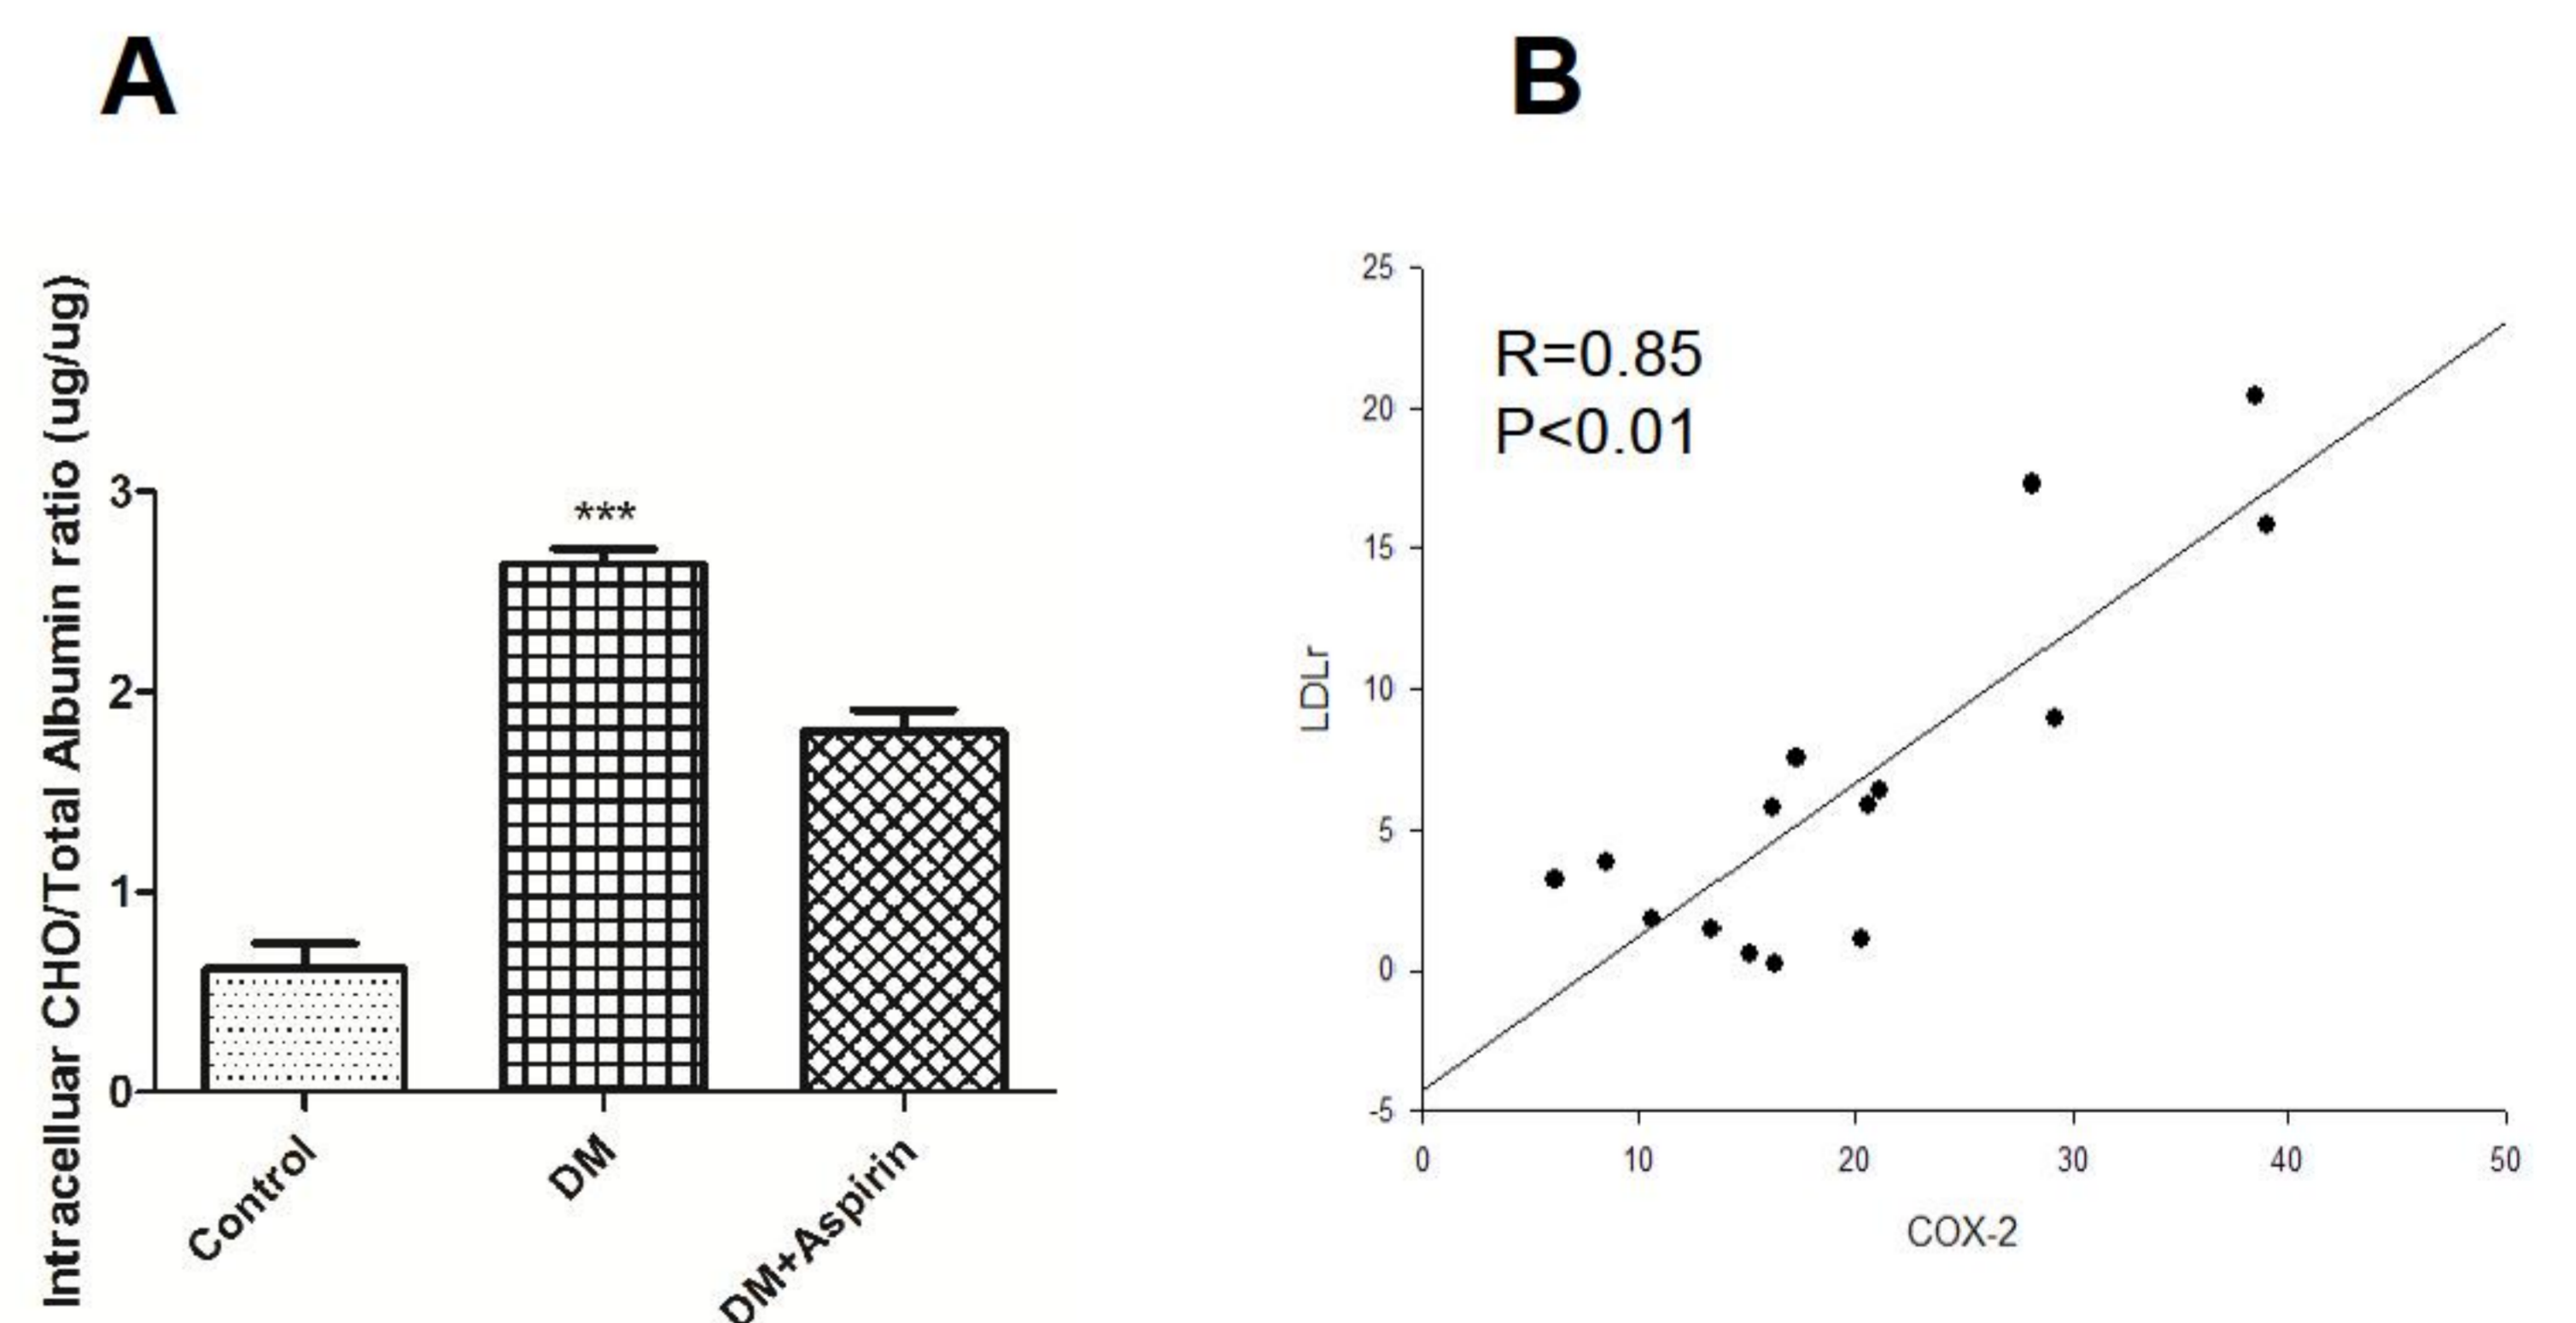 A
Intracelluar CHO/Total Albumin ratio (ug/ug)
3
2
1
0
***
Control
DM
DM+Aspirin
B
R=0.85
P<0.01
LDLr
25
20
15
10
5
0
-5
0 10 20 30 40 50
COX-2